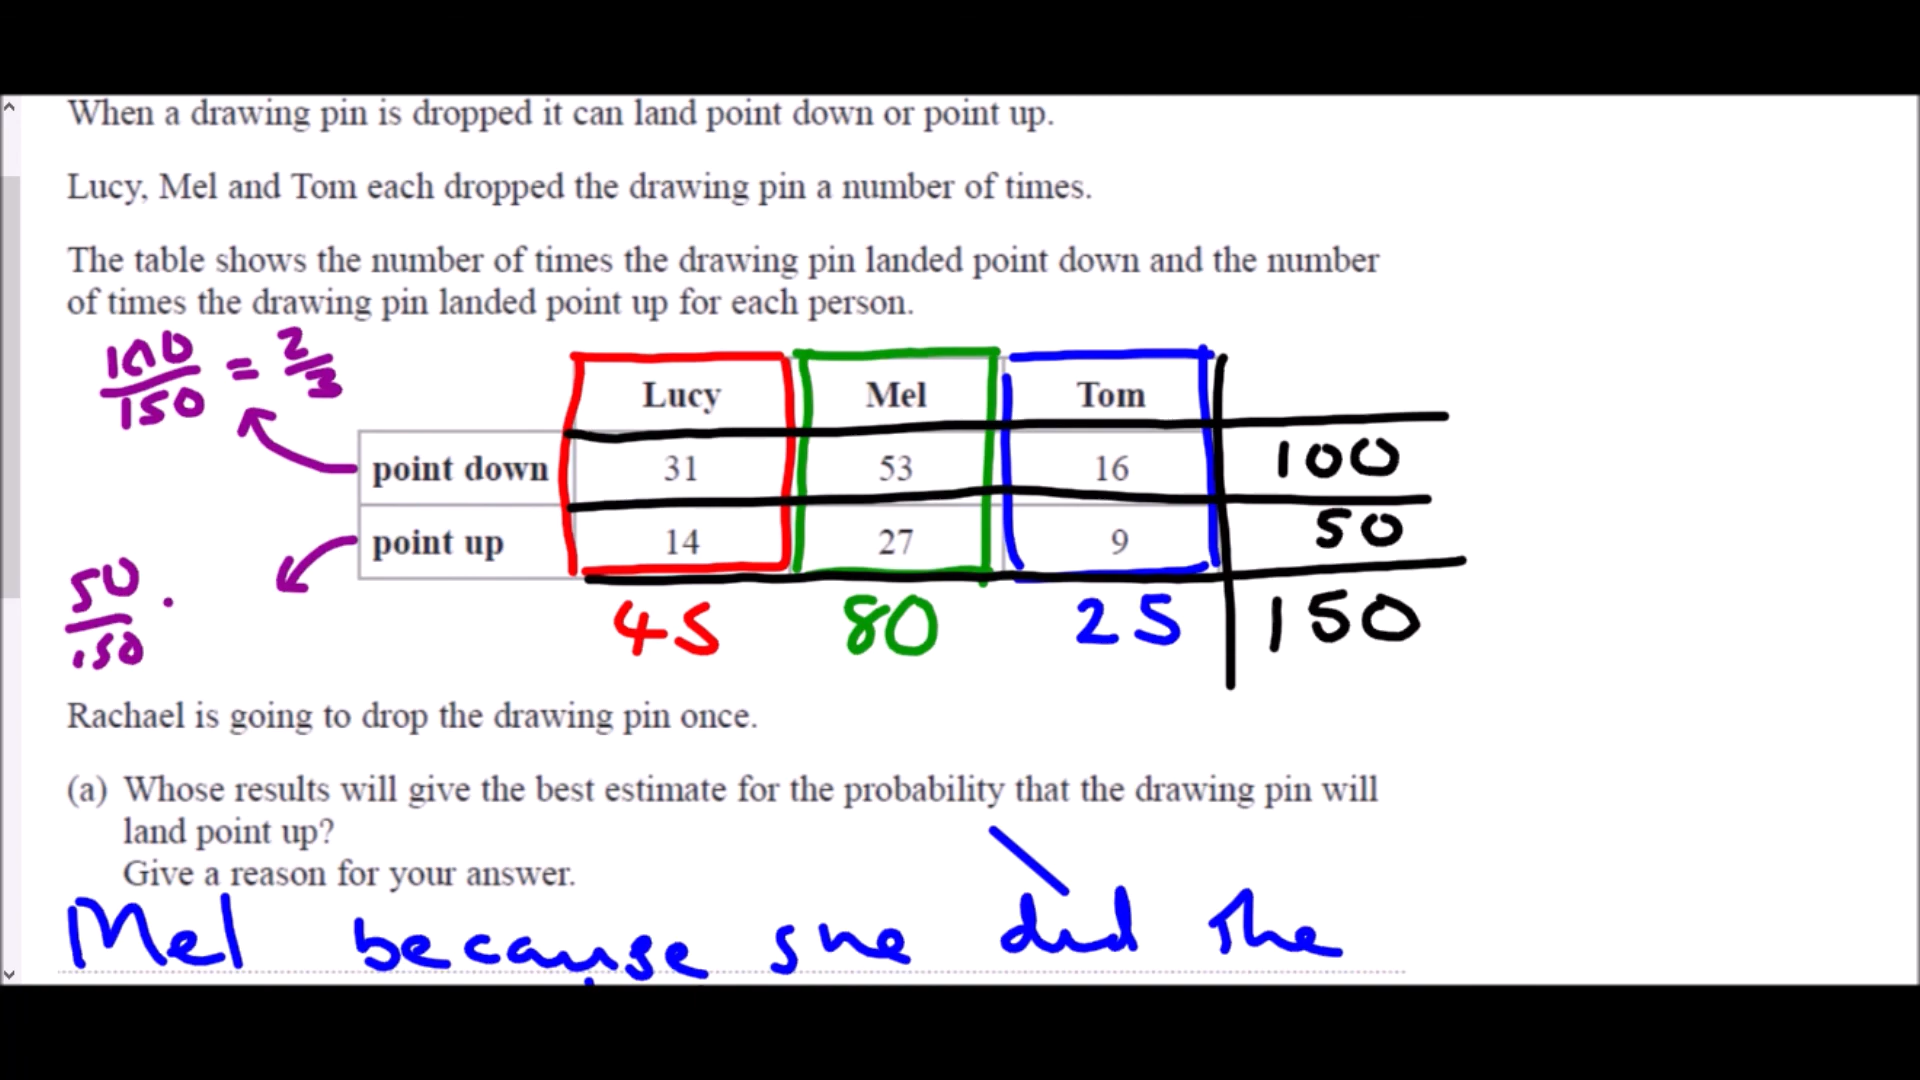 When a drawing pin is dropped it can land point down or point up.
Lucy, Mel and Tom each dropped the drawing pin a number of times.
The table shows the number of times the drawing pin landed point down and the number
of times the drawing pin landed point up for each person.
100/150 = 2/3
Lucy Mel Tom
point down 31 53 16 100
point up 14 27 9 50
50/150
45 80 25 150
Rachael is going to drop the drawing pin once.
(a) Whose results will give the best estimate for the probability that the drawing pin will
land point up?
Give a reason for your answer.
Mel because she did the